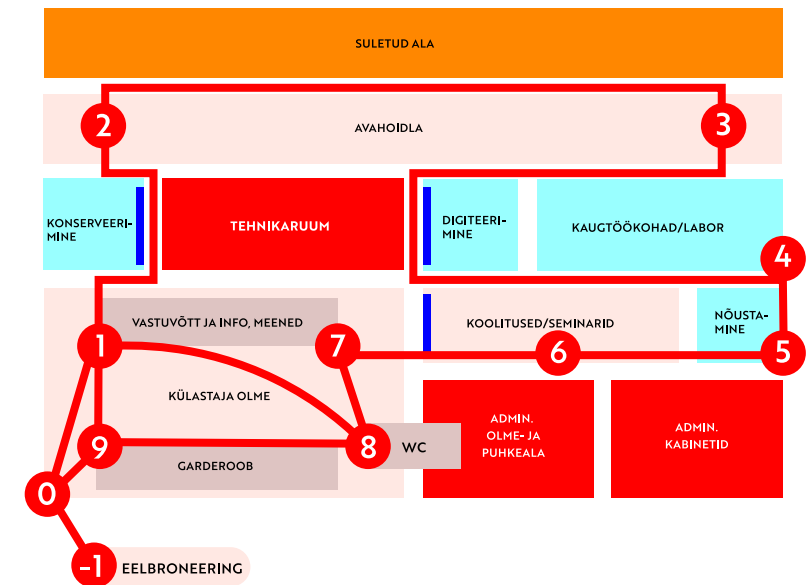 SULETUD ALA
2
AVAHOIDLA
3
KONSERVEERI-
MINE
TEHNIKARUUM
DIGITEERI-
MINE
KAUGTÖÖKOHAD/LABOR
4
VASTUVÕTT JA INFO, MEENED
KOOLITUSED/SEMINARID
NÕUSTA-
MINE
1
7
6
5
KÜLASTAJA OLME
ADMIN.
OLME- JA
PUHKEALA
ADMIN.
KABINETID
9
8
WC
GARDEROOB
0
-1
EELBRONEERING